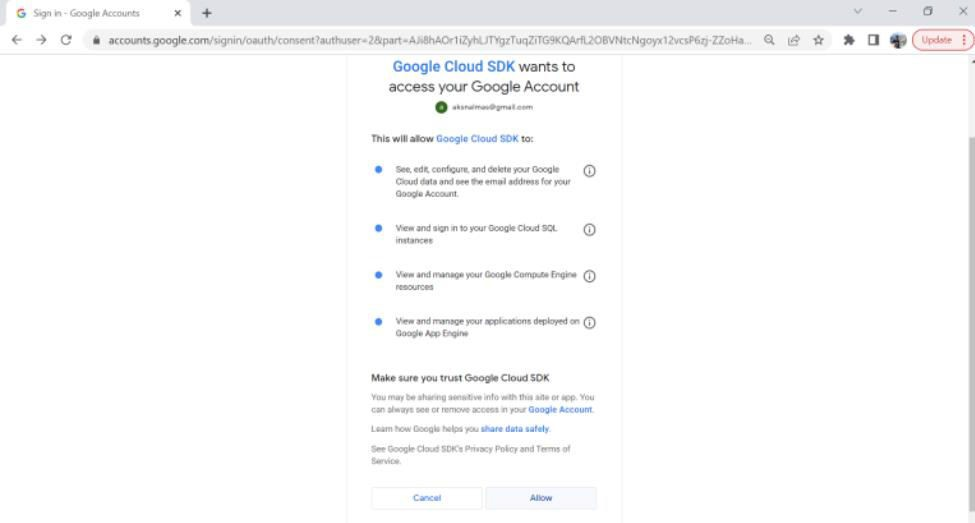 Sign in - Google Accounts
accounts.google.com/signin/oauth/consent?authuser=2&part=AJi8hAOr1iZyhLJTYgzTuqZiTG9KQArfL2OBVNtcNgoyx12vcsP6zj-ZZoHa...
Update
Google Cloud SDK wants to
access your Google Account
a
aksnalmas@gmail.com
This will allow Google Cloud SDK to:
See, edit, configure, and delete your Google
Cloud data and see the email address for your
Google Account.
View and sign in to your Google Cloud SQL
instances
View and manage your Google Compute Engine
resources
View and manage your applications deployed on
Google App Engine
Make sure you trust Google Cloud SDK
You may be sharing sensitive info with this site or app. You
can always see or remove access in your Google Account.
Learn how Google helps you share data safely.
See Google Cloud SDK's Privacy Policy and Terms of
Service.
Cancel
Allow